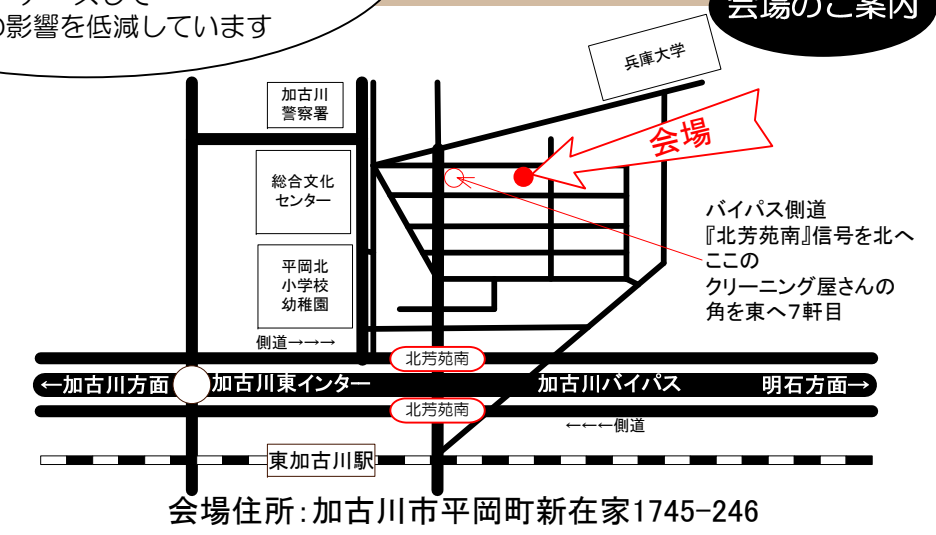 の影響を低減しています
会場のご案内
兵庫大学
加古川
警察署
会場
総合文化
センター
バイパス側道
『北芳苑南』信号を北へ
ここの
クリーニング屋さんの
角を東へ7軒目
平岡北
小学校
幼稚園
側道→→→
北芳苑南
←加古川方面
加古川東インター
加古川バイパス
明石方面→
北芳苑南
←←←側道
東加古川駅
会場住所:加古川市平岡町新在家1745-246